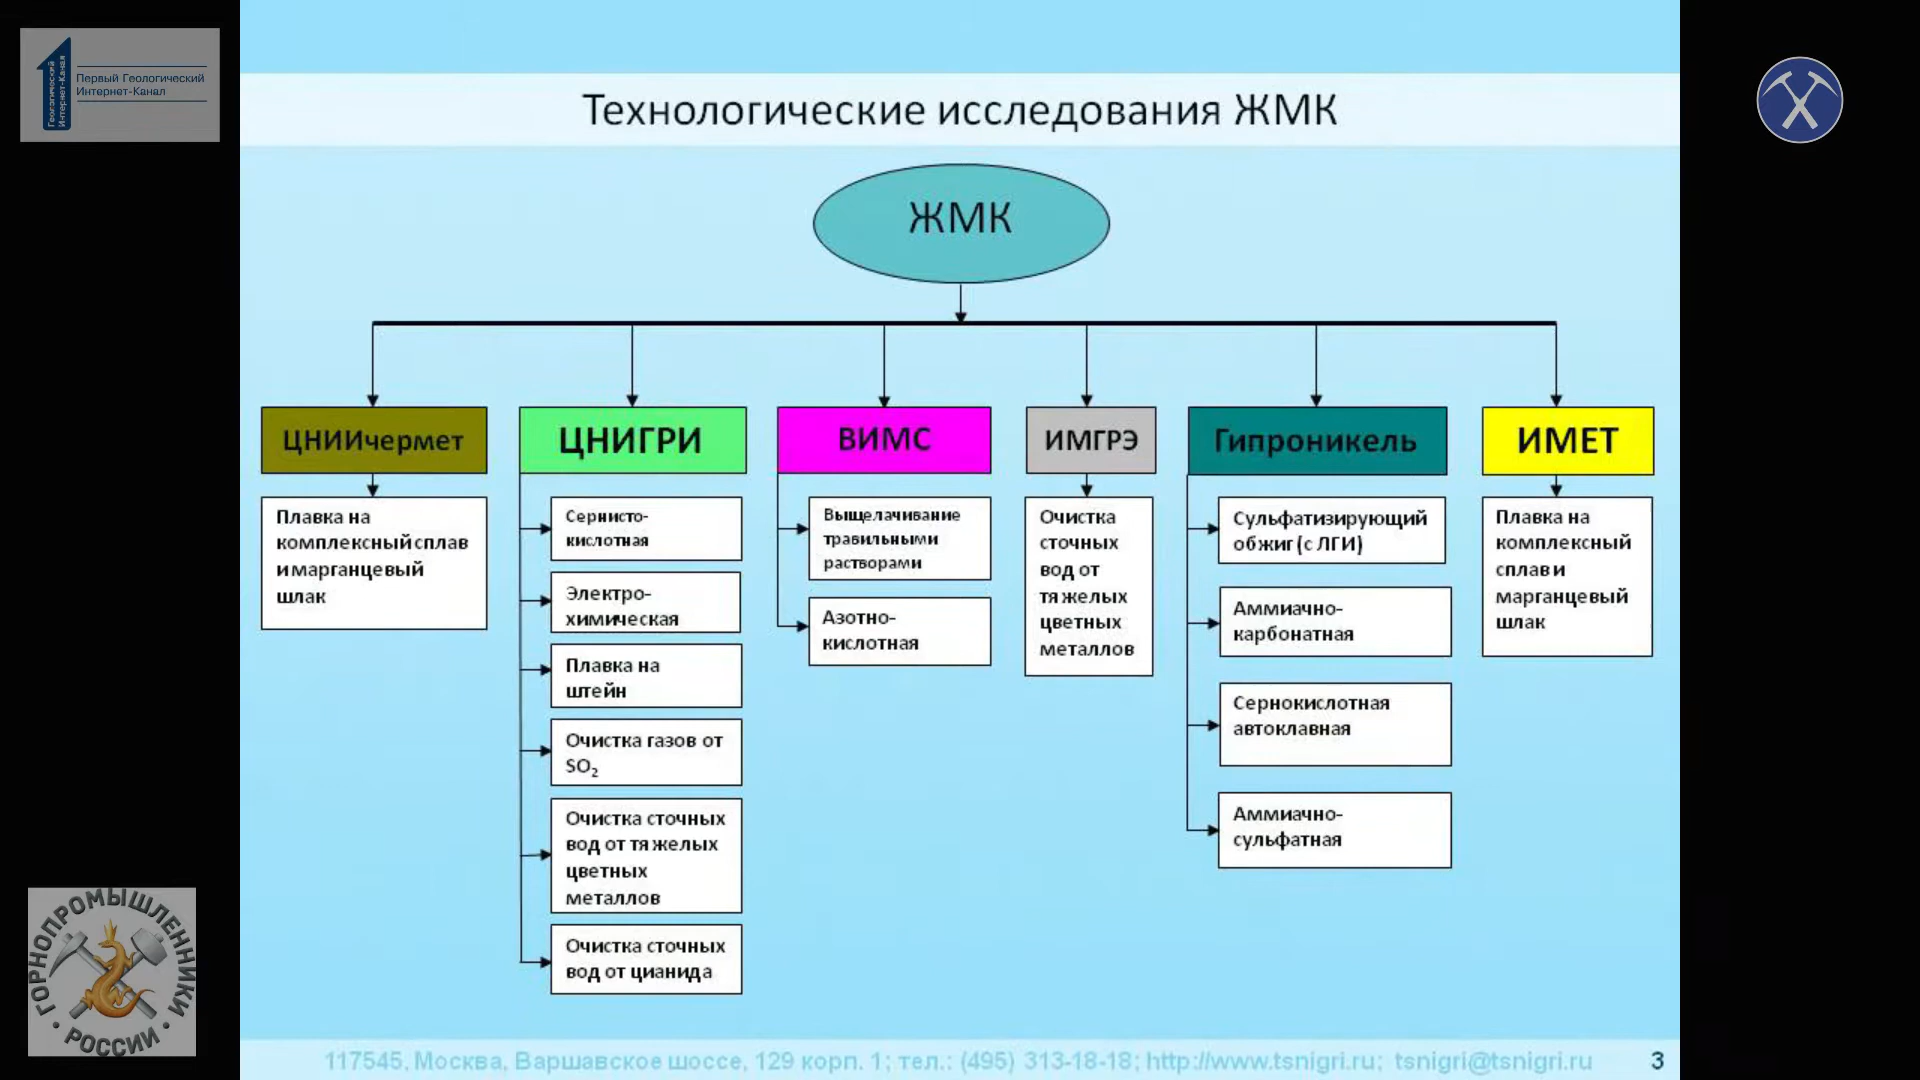 Геологический
Интернет-Канал
Первый Геологический
Интернет-Канал
Технологические исследования ЖМК
ЖМК
ЦНИИчермет
ЦНИГРИ
ВИМС
ИМГРЭ
Гипроникель
ИМЕТ
Плавка на
комплексный сплав
и марганцевый
шлак
Сернисто-
кислотная
Электро-
химическая
Плавка на
штейн
Очистка газов от
SO₂
Очистка сточных
вод от тяжелых
цветных
металлов
Очистка сточных
вод от цианида
Выщелачивание
травильными
растворами
Азотно-
кислотная
Очистка
сточных
вод от
тяжелых
цветных
металлов
Сульфатизирующий
обжиг (с ЛГИ)
Аммиачно-
карбонатная
Сернокислотная
автоклавная
Аммиачно-
сульфатная
Плавка на
комплексный
сплав и
марганцевый
шлак
ГОРНОПРОМЫШЛЕННИКИ
• РОССИИ •
117545, Москва, Варшавское шоссе, 129 корп. 1; тел.: (495) 313-18-18; http://www.tsnigri.ru; tsnigri@tsnigri.ru
3